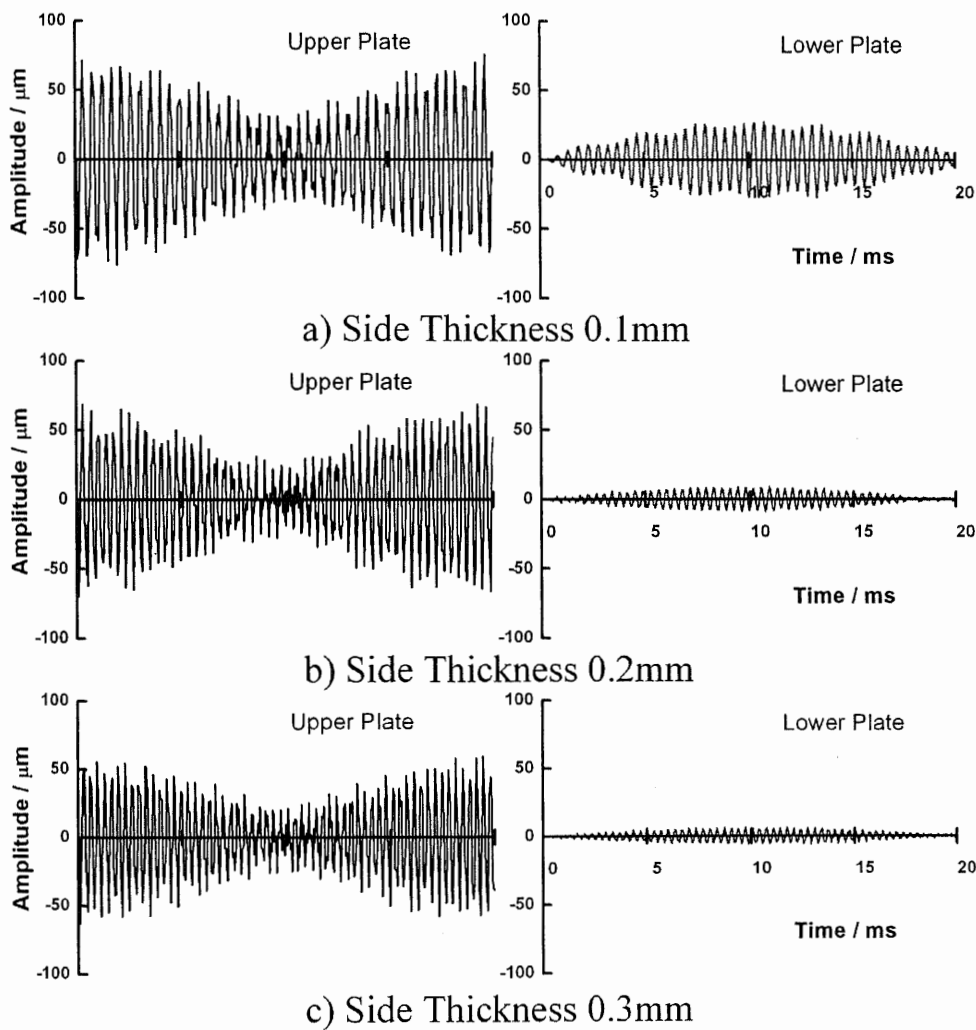 100
50
0
-50
-100
Amplitude / μm
Upper Plate
100
50
0
-50
-100
Lower Plate
0 5 10 15 20
Time / ms
a) Side Thickness 0.1mm
100
50
0
-50
-100
Amplitude / μm
Upper Plate
100
50
0
-50
-100
Lower Plate
0 5 10 15 20
Time / ms
b) Side Thickness 0.2mm
100
50
0
-50
-100
Amplitude / μm
Upper Plate
100
50
0
-50
-100
Lower Plate
0 5 10 15 20
Time / ms
c) Side Thickness 0.3mm